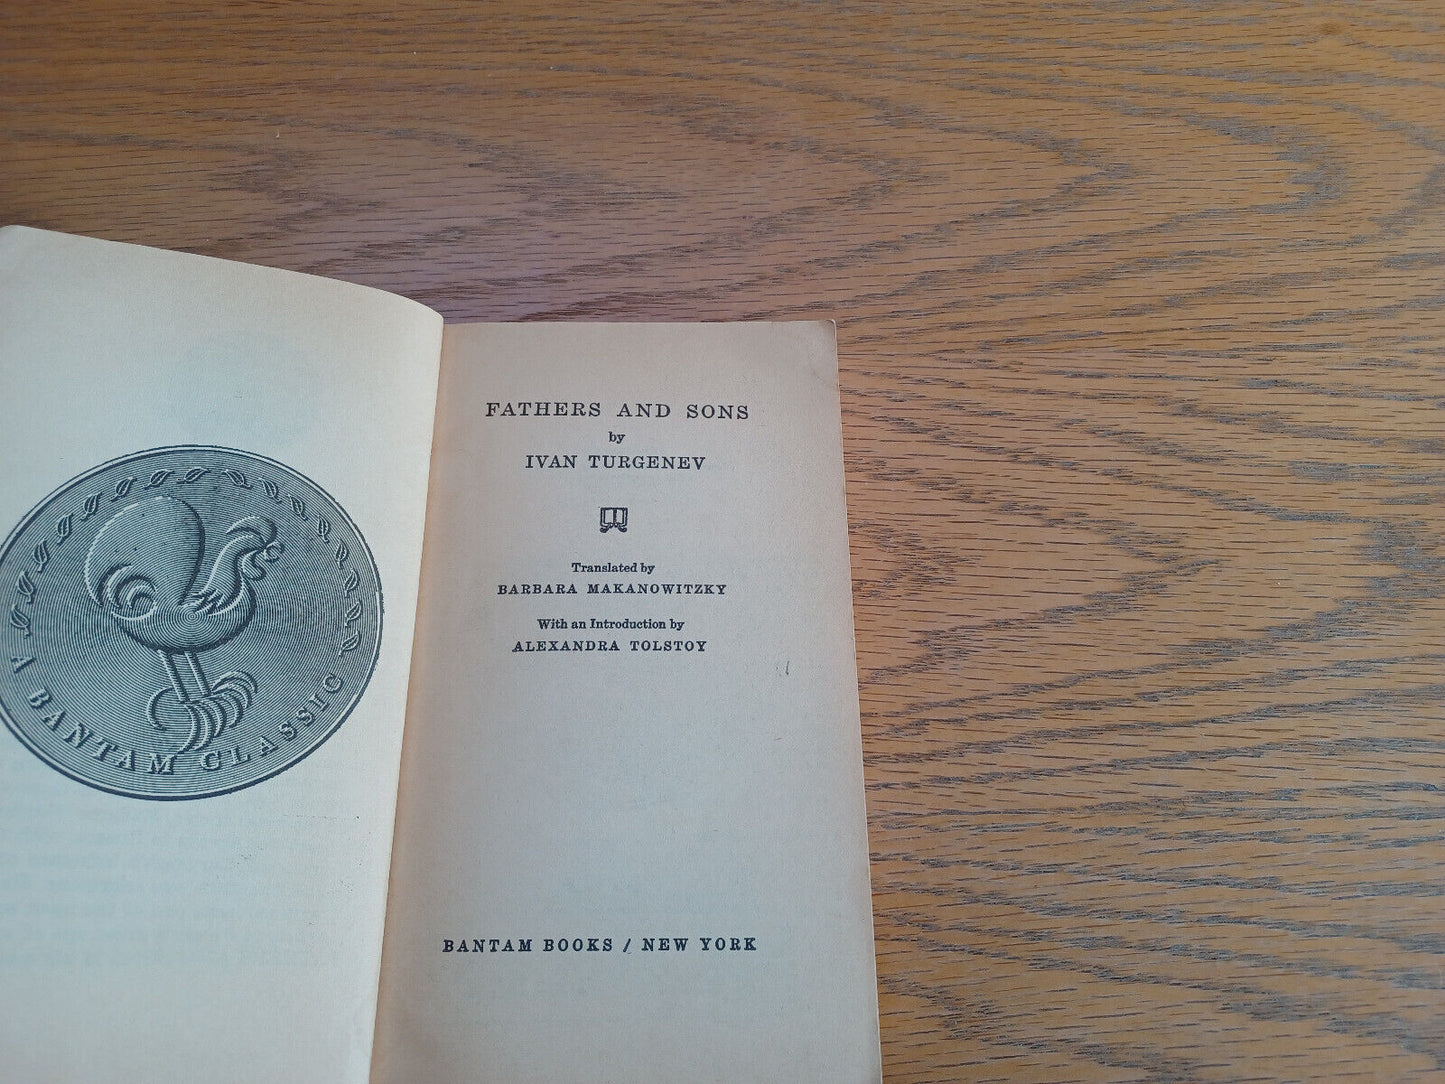 A BANTAM CLASSIC
FATHERS AND SONS
by
IVAN TURGENEV
Translated by
BARBARA MAKANOWITZKY
With an Introduction by
ALEXANDRA TOLSTOY
BANTAM BOOKS / NEW YORK